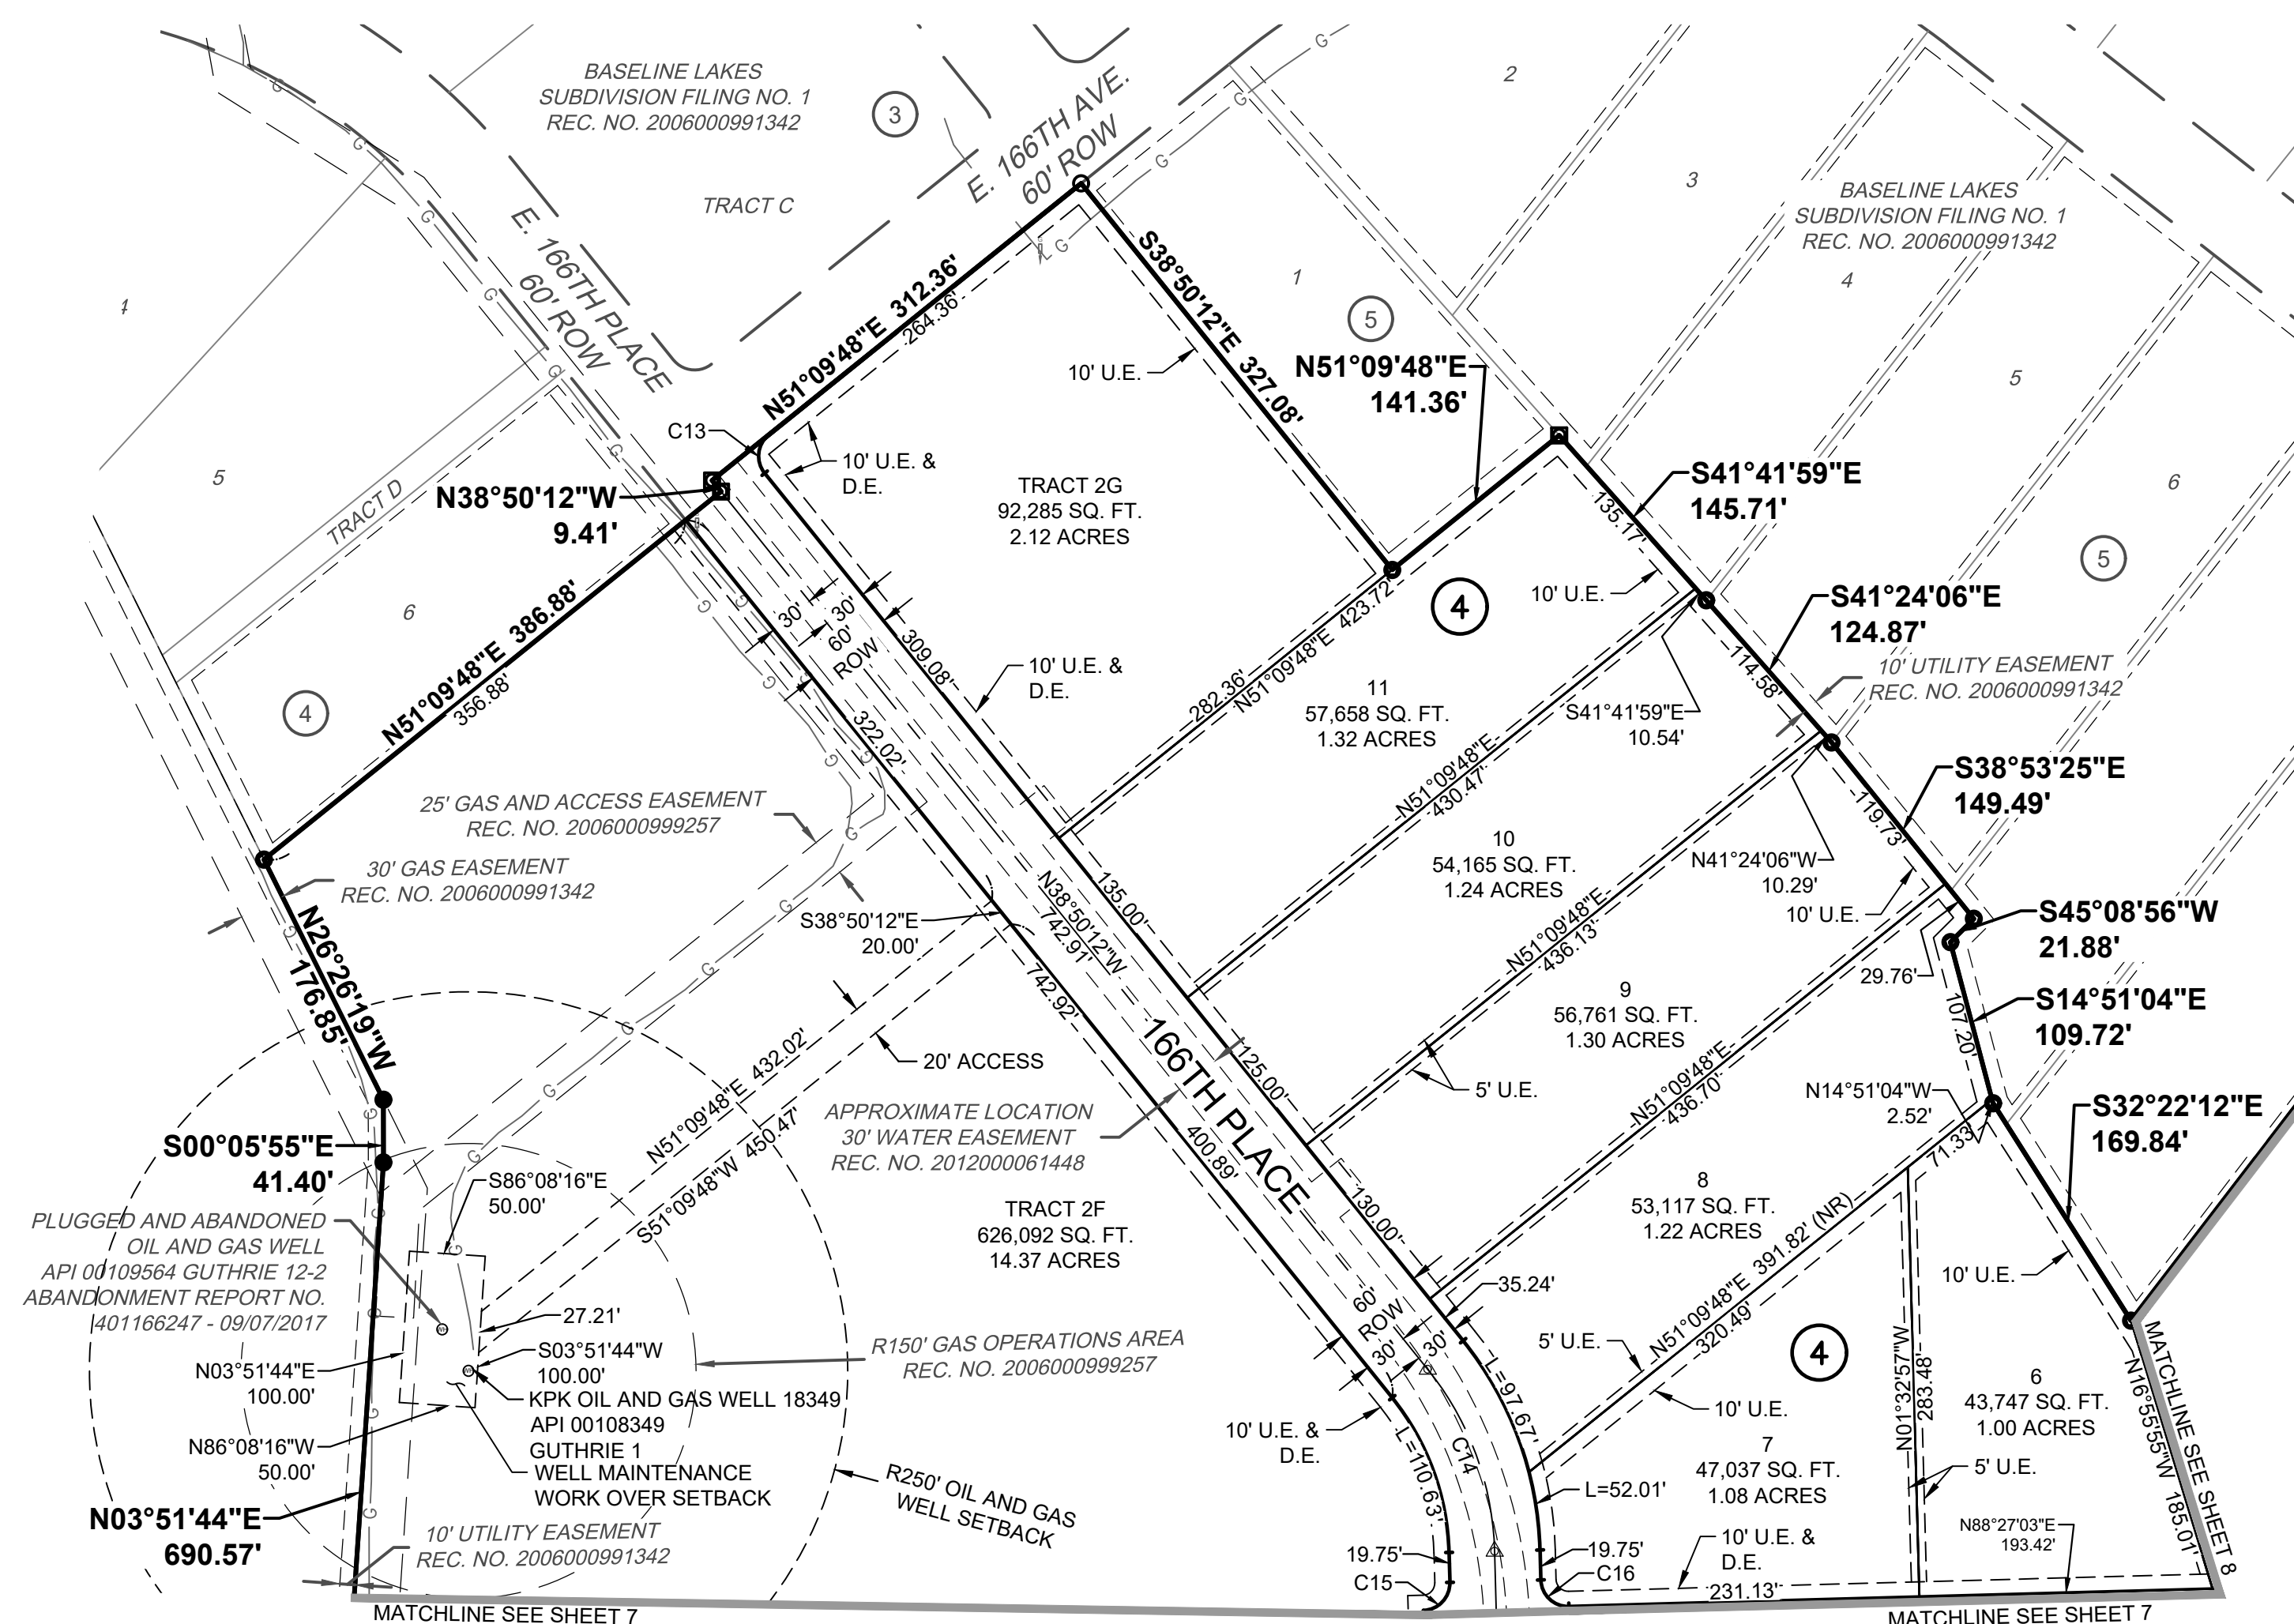 BASELINE LAKES
SUBDIVISION FILING NO. 1
REC. NO. 2006000991342
3
TRACT C
E. 166TH AVE.
60' ROW
E. 166TH PLACE
60' ROW
1
2
3
4
5
6
5
5
BASELINE LAKES
SUBDIVISION FILING NO. 1
REC. NO. 2006000991342
4
5
6
TRACT D
4
N51°09'48"E 312.36'
264.36'
S38°50'12"E 327.08'
10' U.E.
N51°09'48"E
141.36'
C13
10' U.E. &
D.E.
N38°50'12"W
9.41'
TRACT 2G
92,285 SQ. FT.
2.12 ACRES
S41°41'59"E
145.71'
135.17'
10' U.E.
4
S41°24'06"E
124.87'
114.58'
10' UTILITY EASEMENT
REC. NO. 2006000991342
N51°09'48"E 386.88'
356.88'
30'
30'
60'
ROW
309.08'
10' U.E. &
D.E.
322.02'
282.36'
N51°09'48"E 423.72'
11
57,658 SQ. FT.
1.32 ACRES
S41°41'59"E
10.54'
N51°09'48"E
430.47'
S38°53'25"E
149.49'
119.73'
25' GAS AND ACCESS EASEMENT
REC. NO. 2006000999257
30' GAS EASEMENT
REC. NO. 2006000991342
10
54,165 SQ. FT.
1.24 ACRES
N41°24'06"W
10.29'
10' U.E.
N26°26'19"W
176.85'
S38°50'12"E
20.00'
N38°50'12"W
742.91'
742.92'
135.00'
N51°09'48"E
436.13'
S45°08'56"W
21.88'
29.76'
9
56,761 SQ. FT.
1.30 ACRES
S14°51'04"E
109.72'
107.20'
166TH PLACE
125.00'
5' U.E.
N51°09'48"E
436.70'
N14°51'04"W
2.52'
71.33'
S32°22'12"E
169.84'
N51°09'48"E 432.02'
S51°09'48"W 450.47'
20' ACCESS
APPROXIMATE LOCATION
30' WATER EASEMENT
REC. NO. 2012000061448
400.89'
S00°05'55"E
41.40'
S86°08'16"E
50.00'
TRACT 2F
626,092 SQ. FT.
14.37 ACRES
130.00'
8
53,117 SQ. FT.
1.22 ACRES
PLUGGED AND ABANDONED
OIL AND GAS WELL
API 00109564 GUTHRIE 12-2
ABANDONMENT REPORT NO.
401166247 - 09/07/2017
27.21'
35.24'
N51°09'48"E 391.82' (NR)
320.49'
10' U.E.
R150' GAS OPERATIONS AREA
REC. NO. 2006000999257
60'
ROW
30'
30'
5' U.E.
N03°51'44"E
100.00'
S03°51'44"W
100.00'
KPK OIL AND GAS WELL 18349
API 00108349
GUTHRIE 1
WELL MAINTENANCE
WORK OVER SETBACK
N86°08'16"W
50.00'
L=97.67'
10' U.E.
4
N01°32'57"W
283.48'
6
43,747 SQ. FT.
1.00 ACRES
5' U.E.
N16°55'55"W 185.01'
MATCHLINE SEE SHEET 8
10' U.E. &
D.E.
L=110.63'
C14
7
47,037 SQ. FT.
1.08 ACRES
R250' OIL AND GAS
WELL SETBACK
L=52.01'
N03°51'44"E
690.57'
10' UTILITY EASEMENT
REC. NO. 2006000991342
19.75'
C15
19.75'
C16
10' U.E. &
D.E.
231.13'
N88°27'03"E
193.42'
MATCHLINE SEE SHEET 7
MATCHLINE SEE SHEET 7